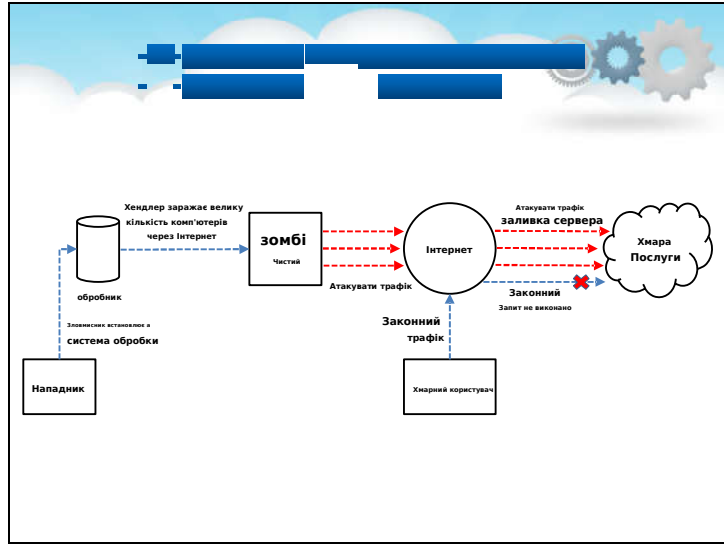 Хендлер заражає велику
кількість комп'ютерів
через Інтернет
обробник
Зловмисник встановлює а
система обробки
Нападник
зомбі
Чистий
Атакувати трафік
Інтернет
Законний
трафік
Хмарний користувач
Атакувати трафік
заливка сервера
Законний
Запит не виконано
Хмара
Послуги